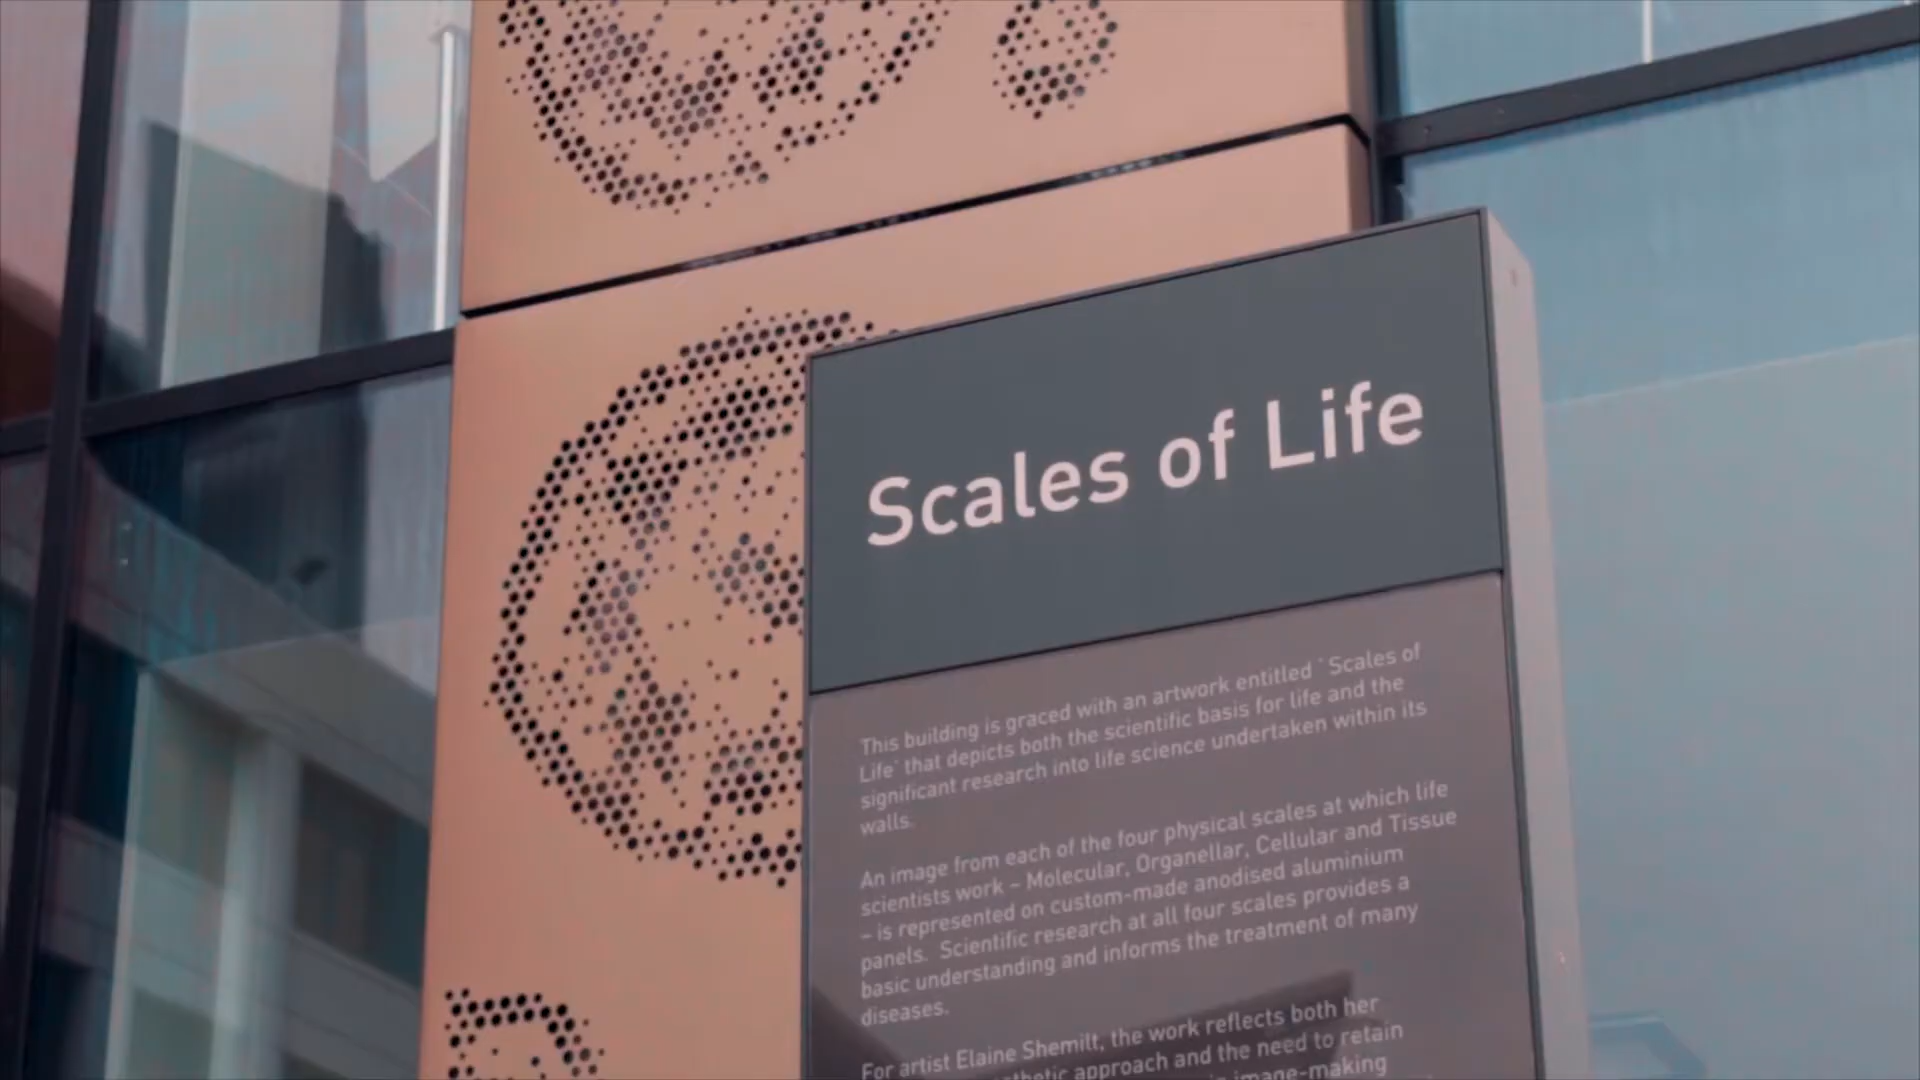 Scales of Life
This building is graced with an artwork entitled `Scales of
Life` that depicts both the scientific basis for life and the
significant research into life science undertaken within its
walls.
An image from each of the four physical scales at which life
scientists work – Molecular, Organellar, Cellular and Tissue
– is represented on custom-made anodised aluminium
panels. Scientific research at all four scales provides a
basic understanding and informs the treatment of many
diseases.
For artist Elaine Shemilt, the work reflects both her
approach and the need to retain
image-making